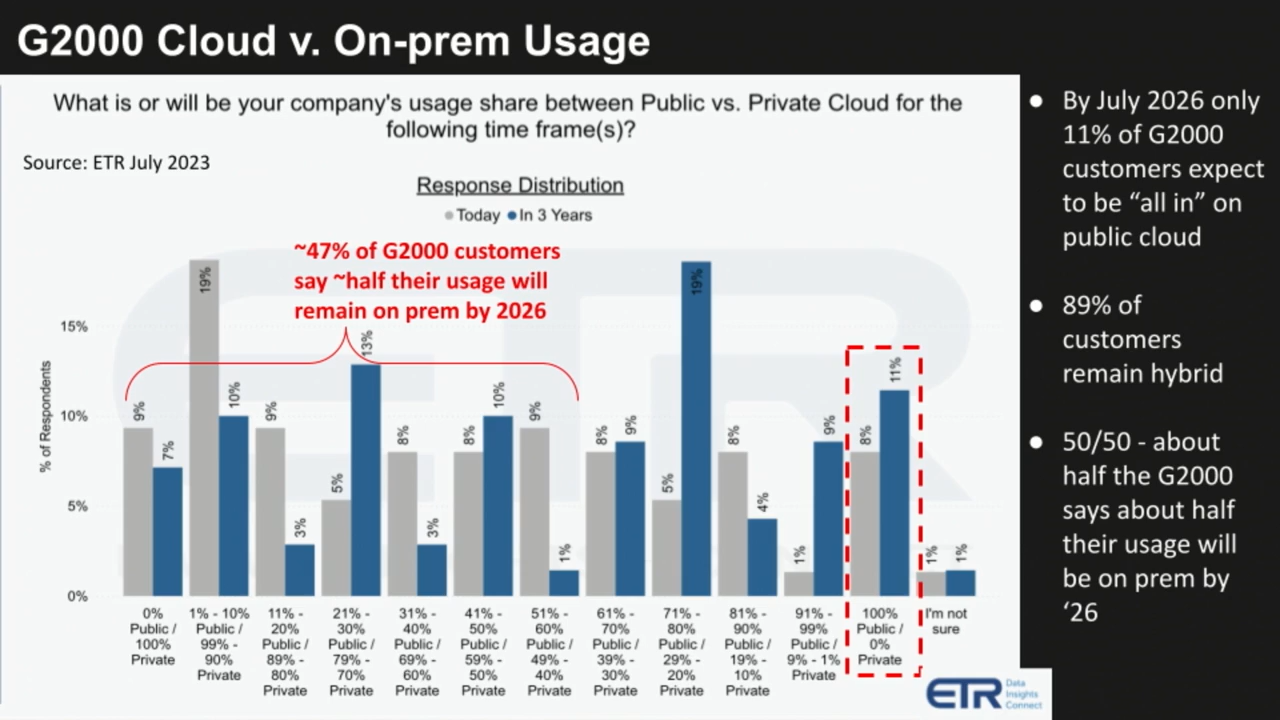 G2000 Cloud v. On-prem Usage
What is or will be your company's usage share between Public vs. Private Cloud for the
following time frame(s)?
Source: ETR July 2023
Response Distribution
Today In 3 Years
~47% of G2000 customers
say ~half their usage will
remain on prem by 2026
% of Respondents
15%
10%
5%
0%
9%
7%
19%
10%
9%
3%
5%
13%
8%
3%
8%
10%
9%
1%
8%
9%
5%
19%
8%
4%
1%
9%
8%
11%
1%
1%
0%
Public /
100%
Private
1% - 10%
Public /
99% -
90%
Private
11% -
20%
Public /
89% -
80%
Private
21% -
30%
Public /
79% -
70%
Private
31% -
40%
Public /
69% -
60%
Private
41% -
50%
Public /
59% -
50%
Private
51% -
60%
Public /
49% -
40%
Private
61% -
70%
Public /
39% -
30%
Private
71% -
80%
Public /
29% -
20%
Private
81% -
90%
Public /
19% -
10%
Private
91% -
99%
Public /
9% - 1%
Private
100%
Public /
0%
Private
I'm not
sure
ETR
Data
Insights
Connect
● By July 2026 only
11% of G2000
customers expect
to be “all in” on
public cloud
● 89% of
customers
remain hybrid
● 50/50 - about
half the G2000
says about half
their usage will
be on prem by
‘26